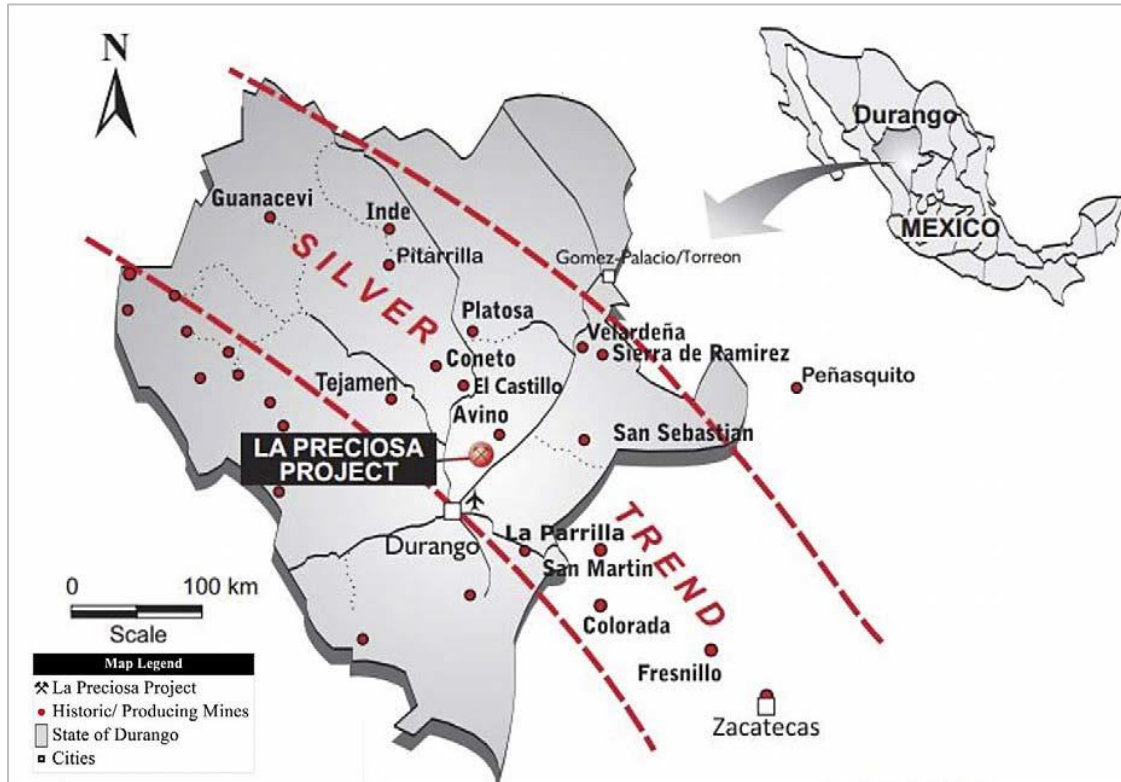 N
Durango
MEXICO
Guanacevi
Inde
Pitarrilla
SILVER
Gomez-Palacio/Torreon
Platosa
Velardeña
Sierra de Ramirez
Coneto
Peñasquito
Tejamen
El Castillo
Avino
San Sebastian
LA PRECIOSA
PROJECT
TREND
Durango
La Parrilla
San Martin
Colorada
Fresnillo
Zacatecas
0 100 km
Scale
Map Legend
La Preciosa Project
Historic/ Producing Mines
State of Durango
Cities